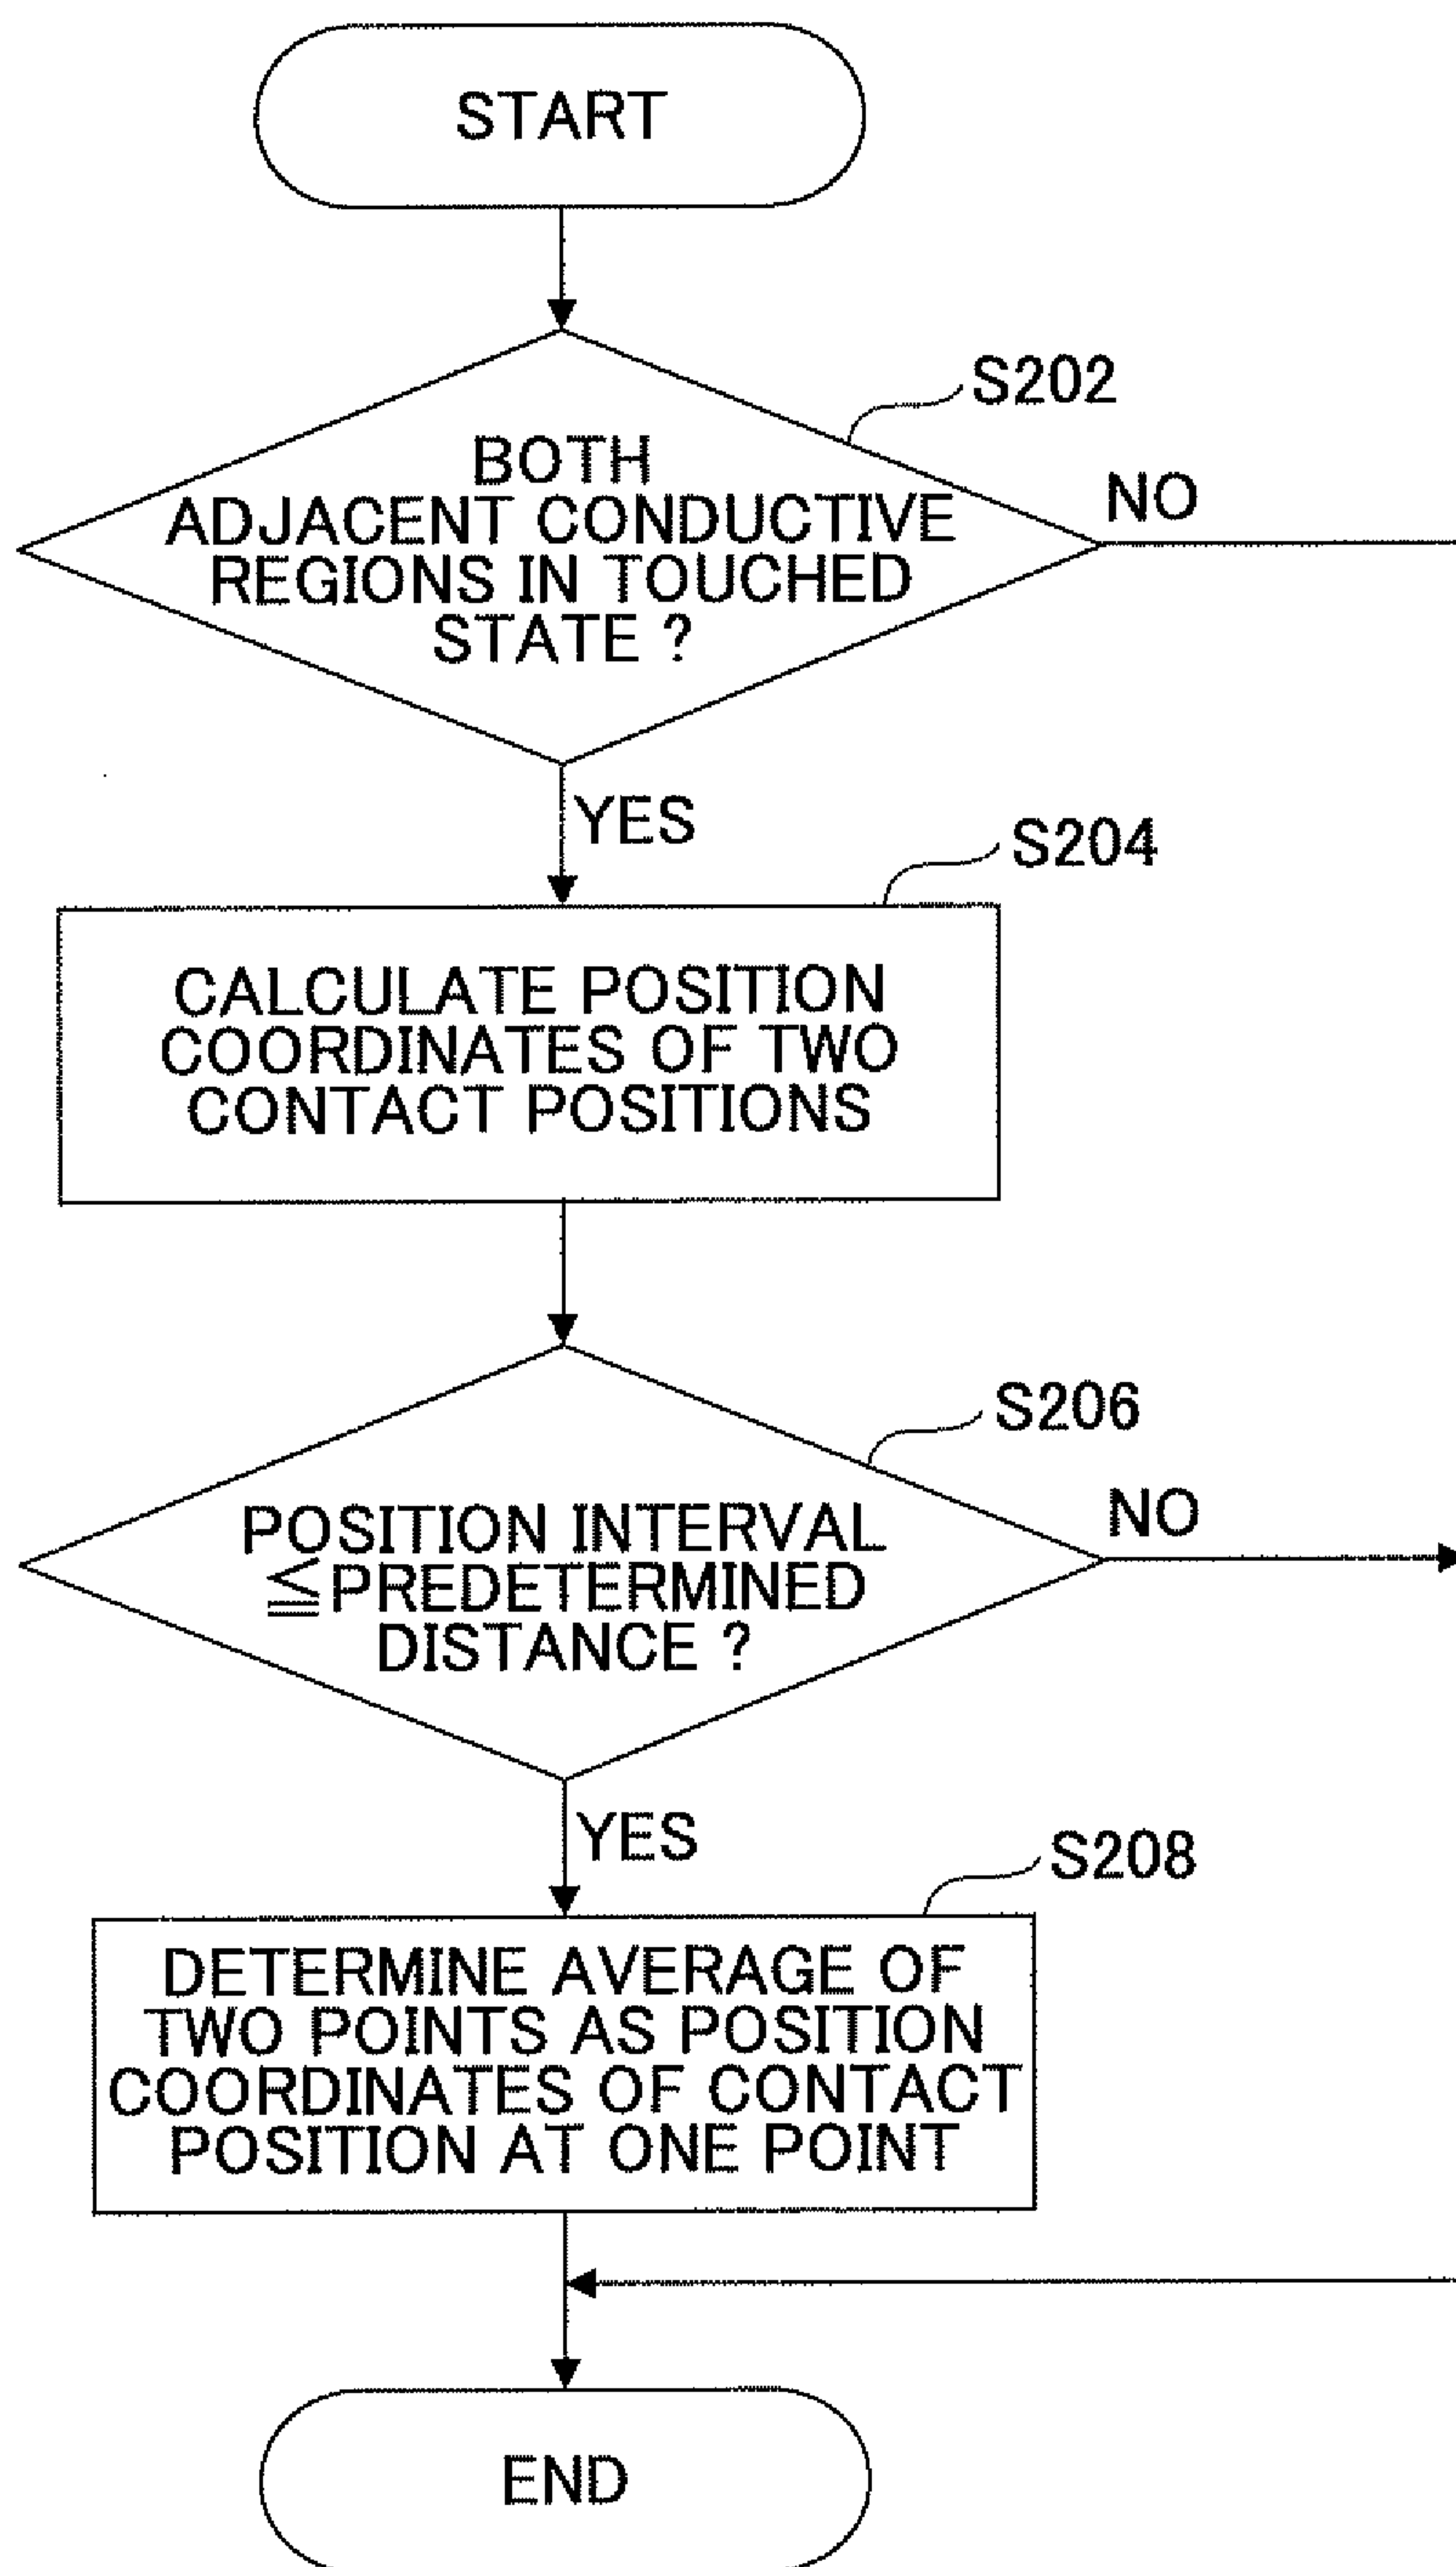 START
S202
BOTH
ADJACENT CONDUCTIVE
REGIONS IN TOUCHED
STATE ?
NO
YES
S204
CALCULATE POSITION
COORDINATES OF TWO
CONTACT POSITIONS
S206
POSITION INTERVAL
≦PREDETERMINED
DISTANCE ?
NO
YES
S208
DETERMINE AVERAGE OF
TWO POINTS AS POSITION
COORDINATES OF CONTACT
POSITION AT ONE POINT
END